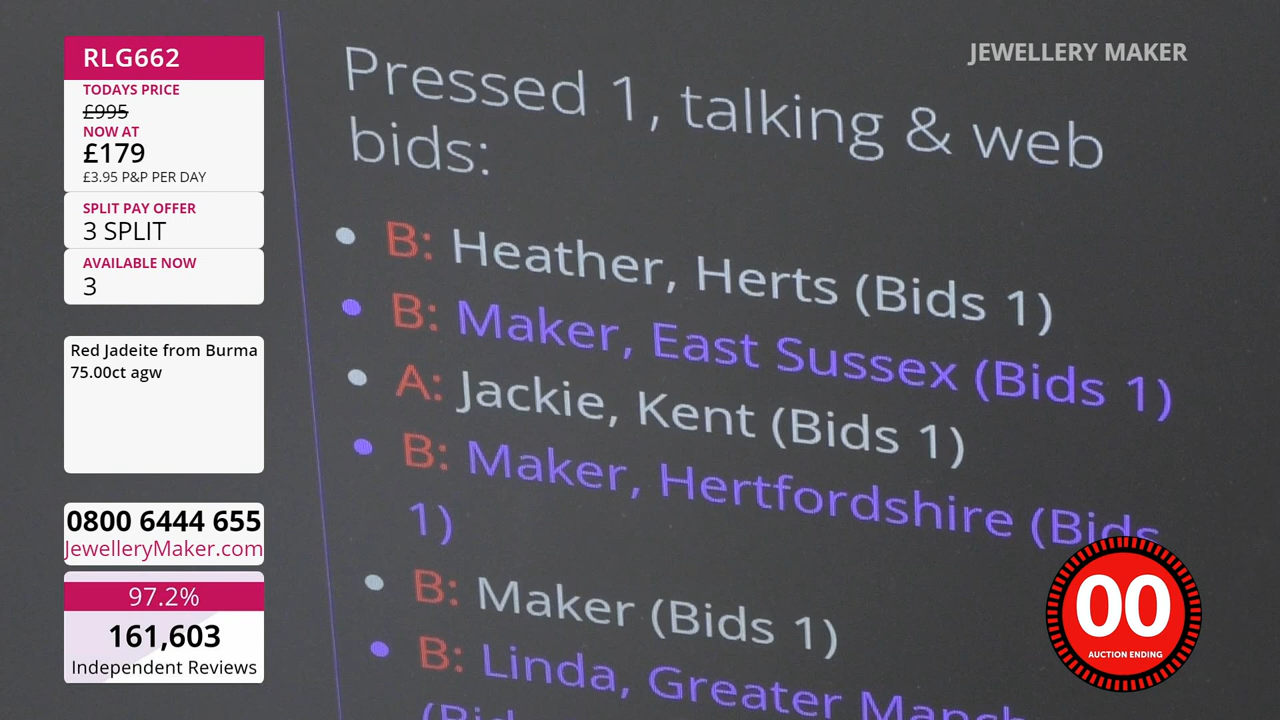 RLG662
TODAYS PRICE
£995
NOW AT
£179
£3.95 P&P PER DAY
SPLIT PAY OFFER
3 SPLIT
AVAILABLE NOW
3
Red Jadeite from Burma
75.00ct agw
0800 6444 655
JewelleryMaker.com
97.2%
161,603
Independent Reviews
JEWELLERY MAKER
Pressed 1, talking & web
bids:
• B: Heather, Herts (Bids 1)
• B: Maker, East Sussex (Bids 1)
• A: Jackie, Kent (Bids 1)
• B: Maker, Hertfordshire (Bids
1)
• B: Maker (Bids 1)
• B: Linda, Greater
00
AUCTION ENDING